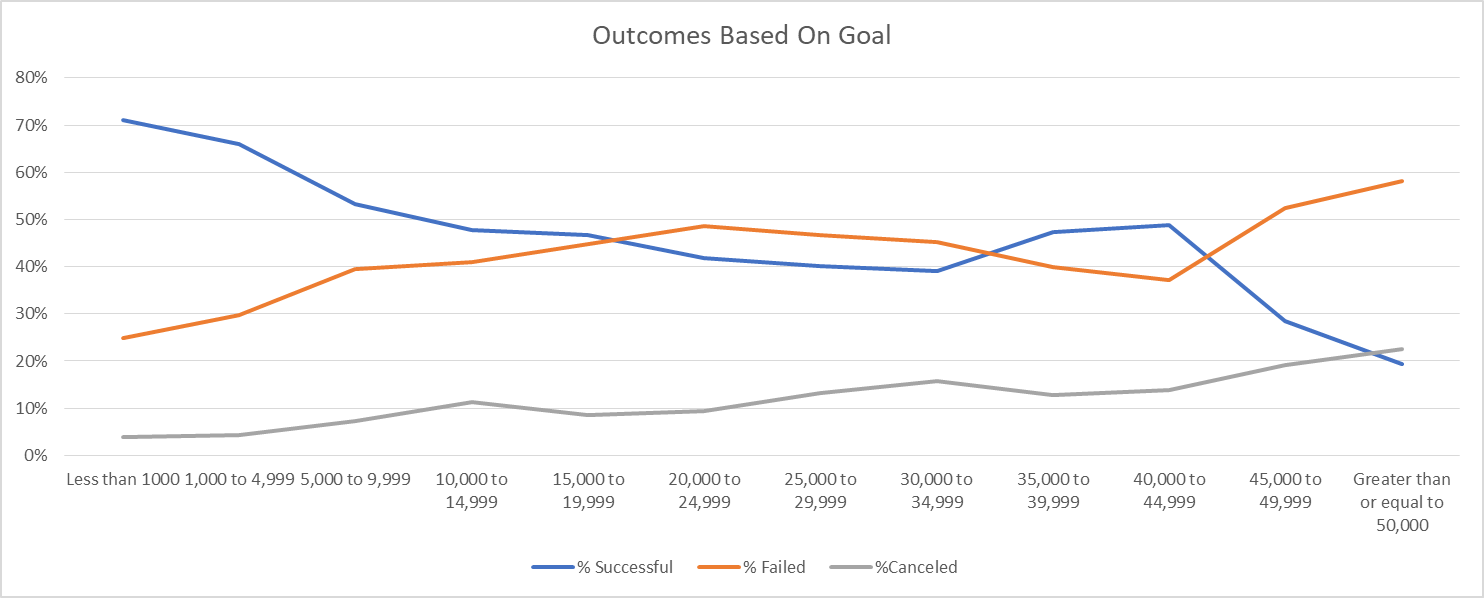 Outcomes Based On Goal
80%
70%
60%
50%
40%
30%
20%
10%
0%
Less than 1000 1,000 to 4,999 5,000 to 9,999 10,000 to 15,000 to 20,000 to 25,000 to 30,000 to 35,000 to 40,000 to 45,000 to Greater than
14,999 19,999 24,999 29,999 34,999 39,999 44,999 49,999 or equal to
50,000
% Successful % Failed %Canceled